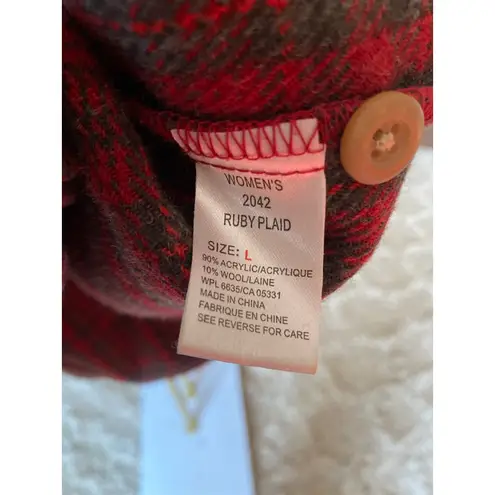 WOMEN'S
2042
RUBY PLAID
SIZE: L
90% ACRYLIC/ACRYLIQUE
10% WOOL/LAINE
WPL 6635/CA 05331
MADE IN CHINA
FABRIQUE EN CHINE
SEE REVERSE FOR CARE